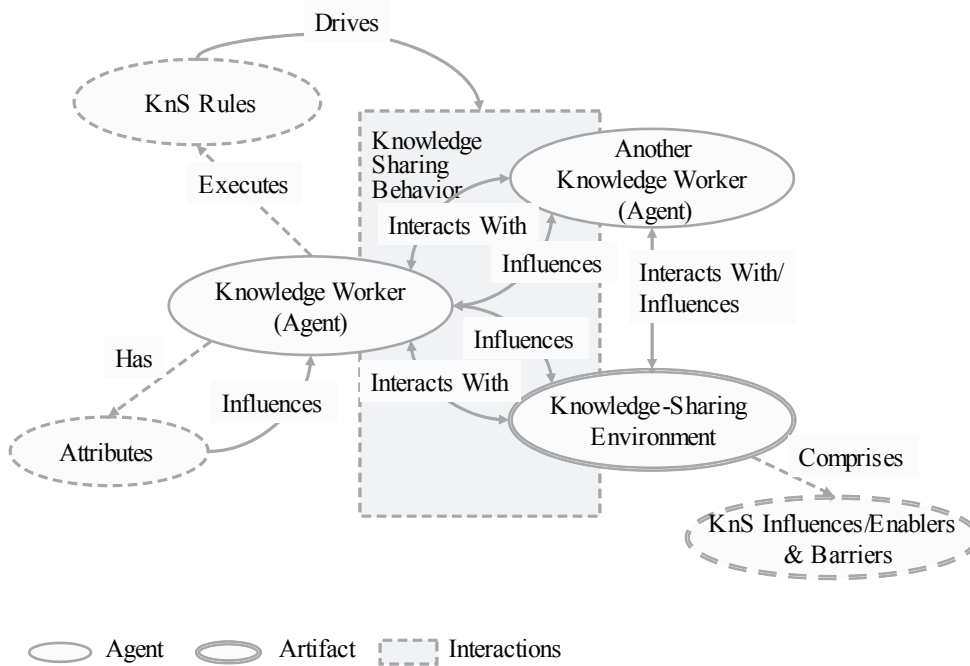 Drives
KnS Rules
Knowledge
Sharing
Behavior
Another
Knowledge Worker
(Agent)
Executes
Interacts With
Influences
Interacts With/
Influences
Knowledge Worker
(Agent)
Influences
Has
Interacts With
Influences
Knowledge-Sharing
Environment
Attributes
Comprises
KnS Influences/Enablers
& Barriers
Agent
Artifact
Interactions